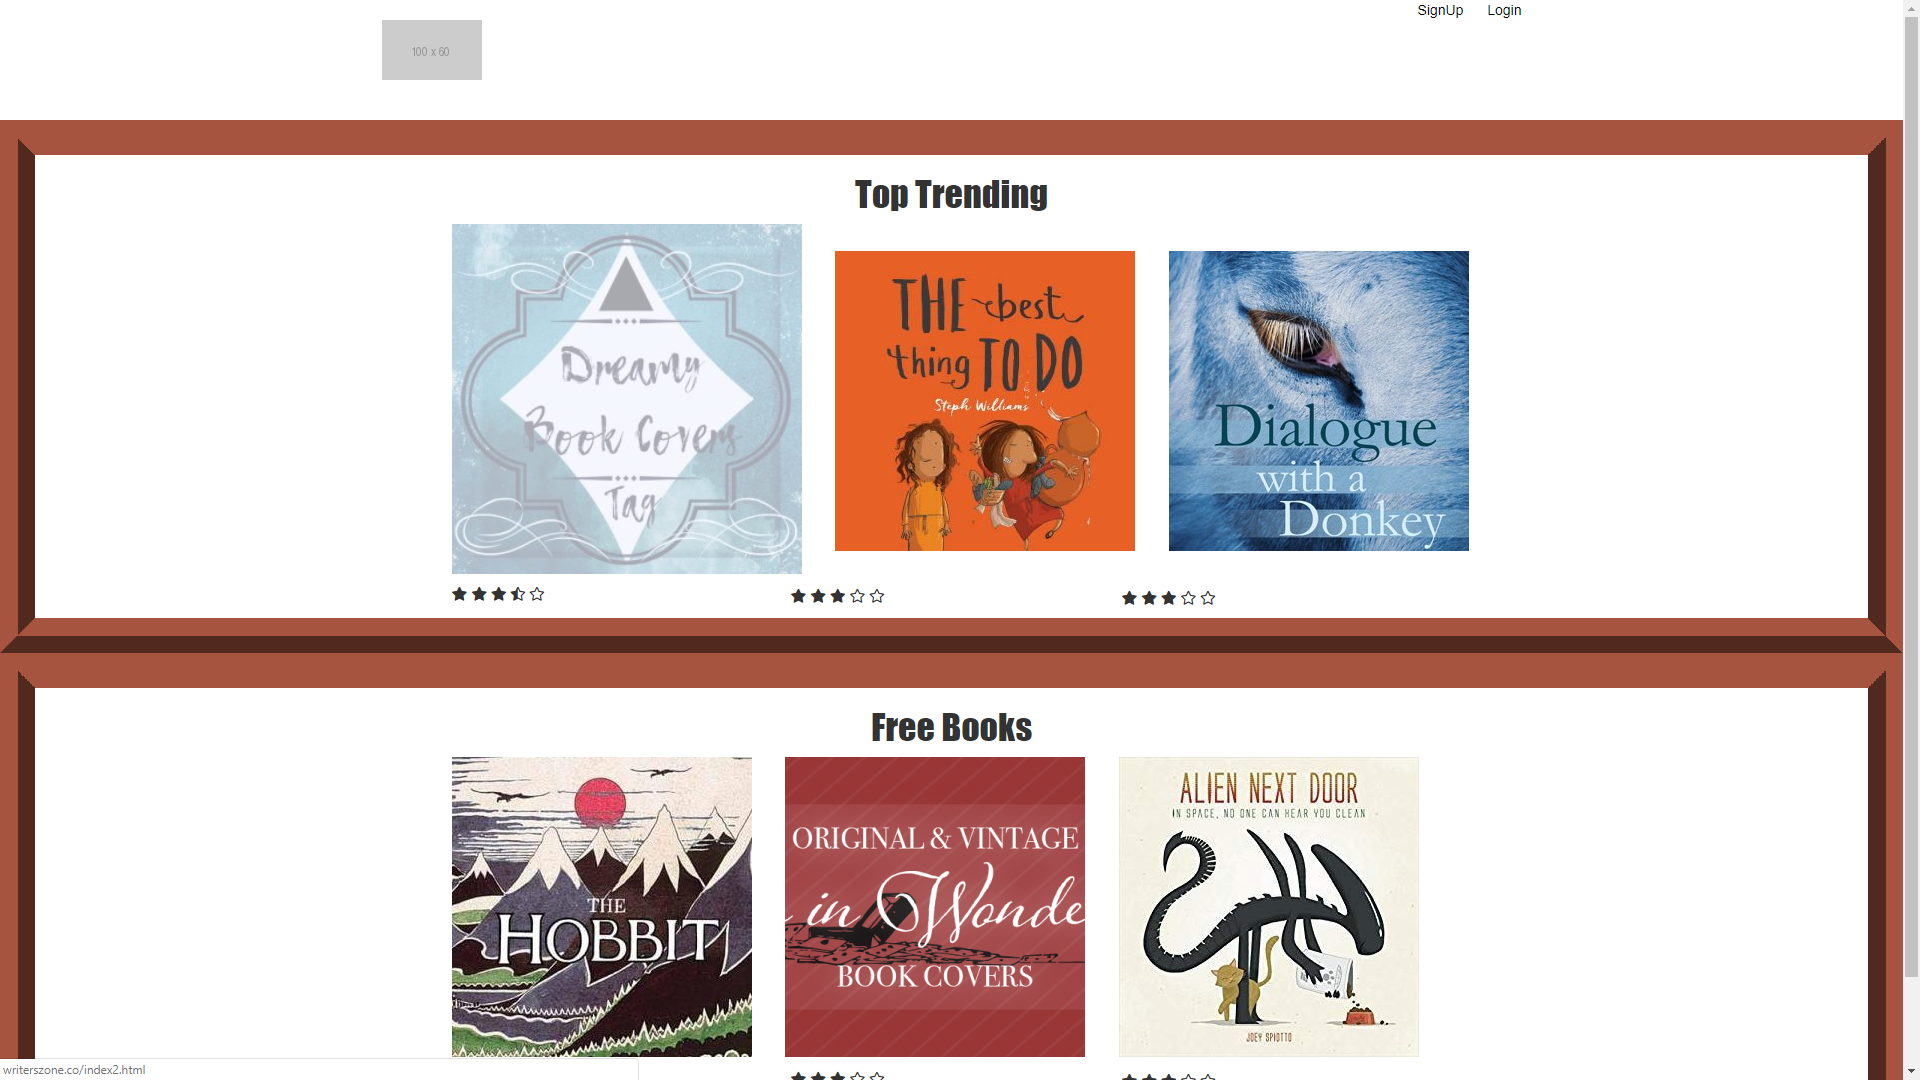 SignUp Login
100 x 60
Top Trending
Dreamy
Book Covers
Tag
THE best
thing TO DO
Steph Williams
Dialogue
with a
Donkey
Free Books
THE
HOBBIT
ORIGINAL & VINTAGE
in Wonde
BOOK COVERS
ALIEN NEXT DOOR
IN SPACE, NO ONE CAN HEAR YOU CLEAN
JOEY SPIOTTO
writerszone.co/index2.html